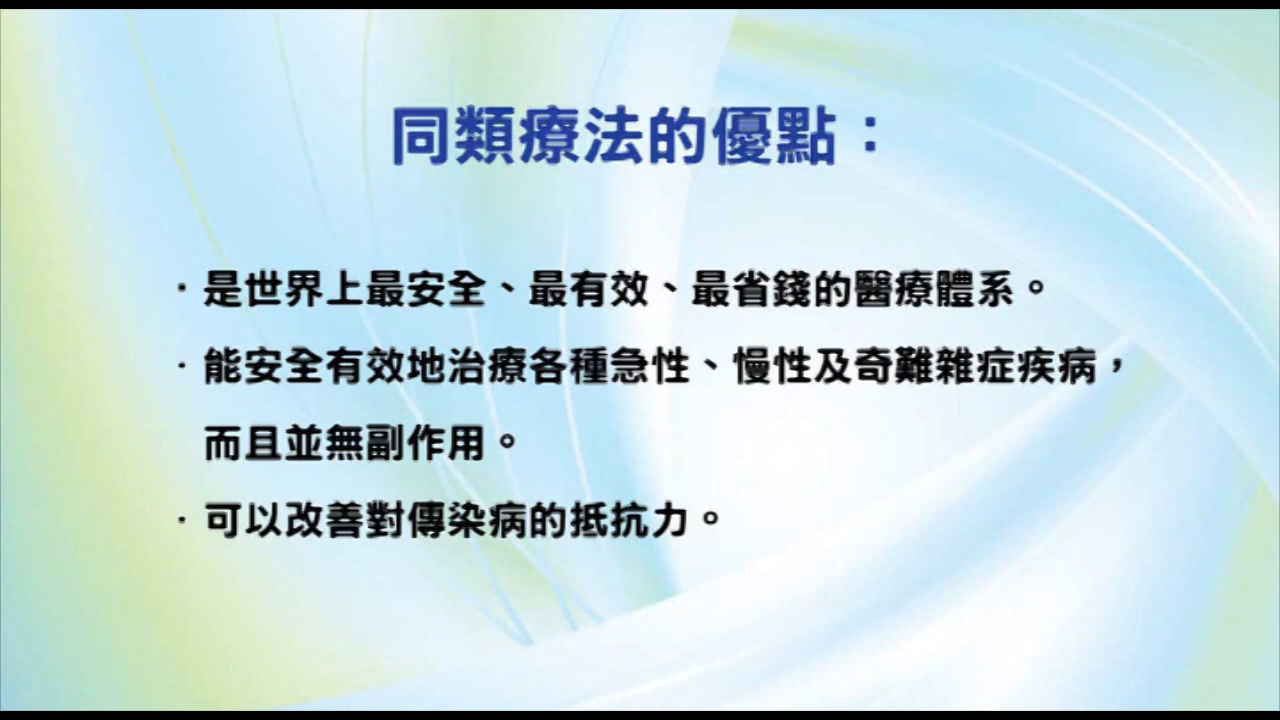 同類療法的優點：
· 是世界上最安全、最有效、最省錢的醫療體系。
· 能安全有效地治療各種急性、慢性及奇難雜症疾病，
而且並無副作用。
· 可以改善對傳染病的抵抗力。